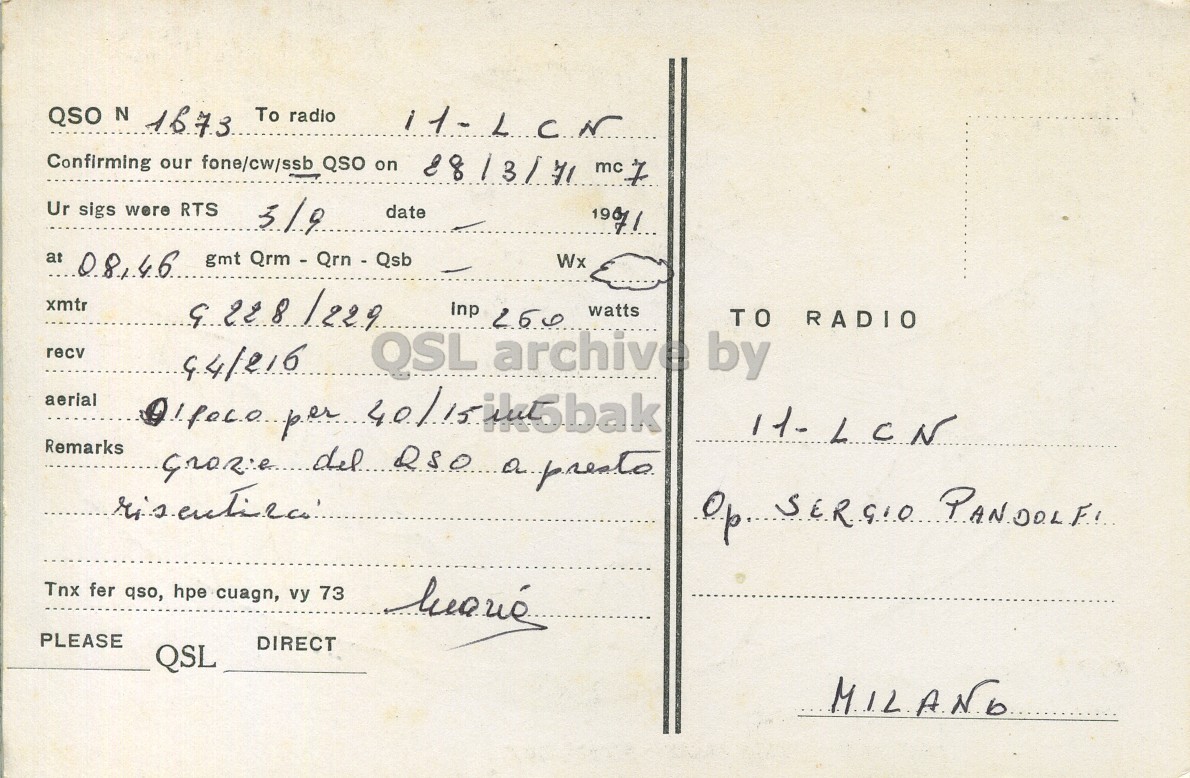 QSO N 1673 To radio I1-LCN
Confirming our fone/cw/ssb QSO on 28/3/71 mc 7
Ur sigs were RTS 5/9 date - 1971
at 08,46 gmt Qrm - Qrn - Qsb - Wx
xmtr G 228/229 Inp 260 watts
recv G4/216
aerial Dipolo per 40/15 mt
Remarks Grazie del QSO a presto
risentirci
Tnx fer qso, hpe cuagn, vy 73 Mario
PLEASE QSL DIRECT
TO RADIO
I1-LCN
Op. SERGIO PANDOLFI
MILANO
QSL archive by
ik6bak